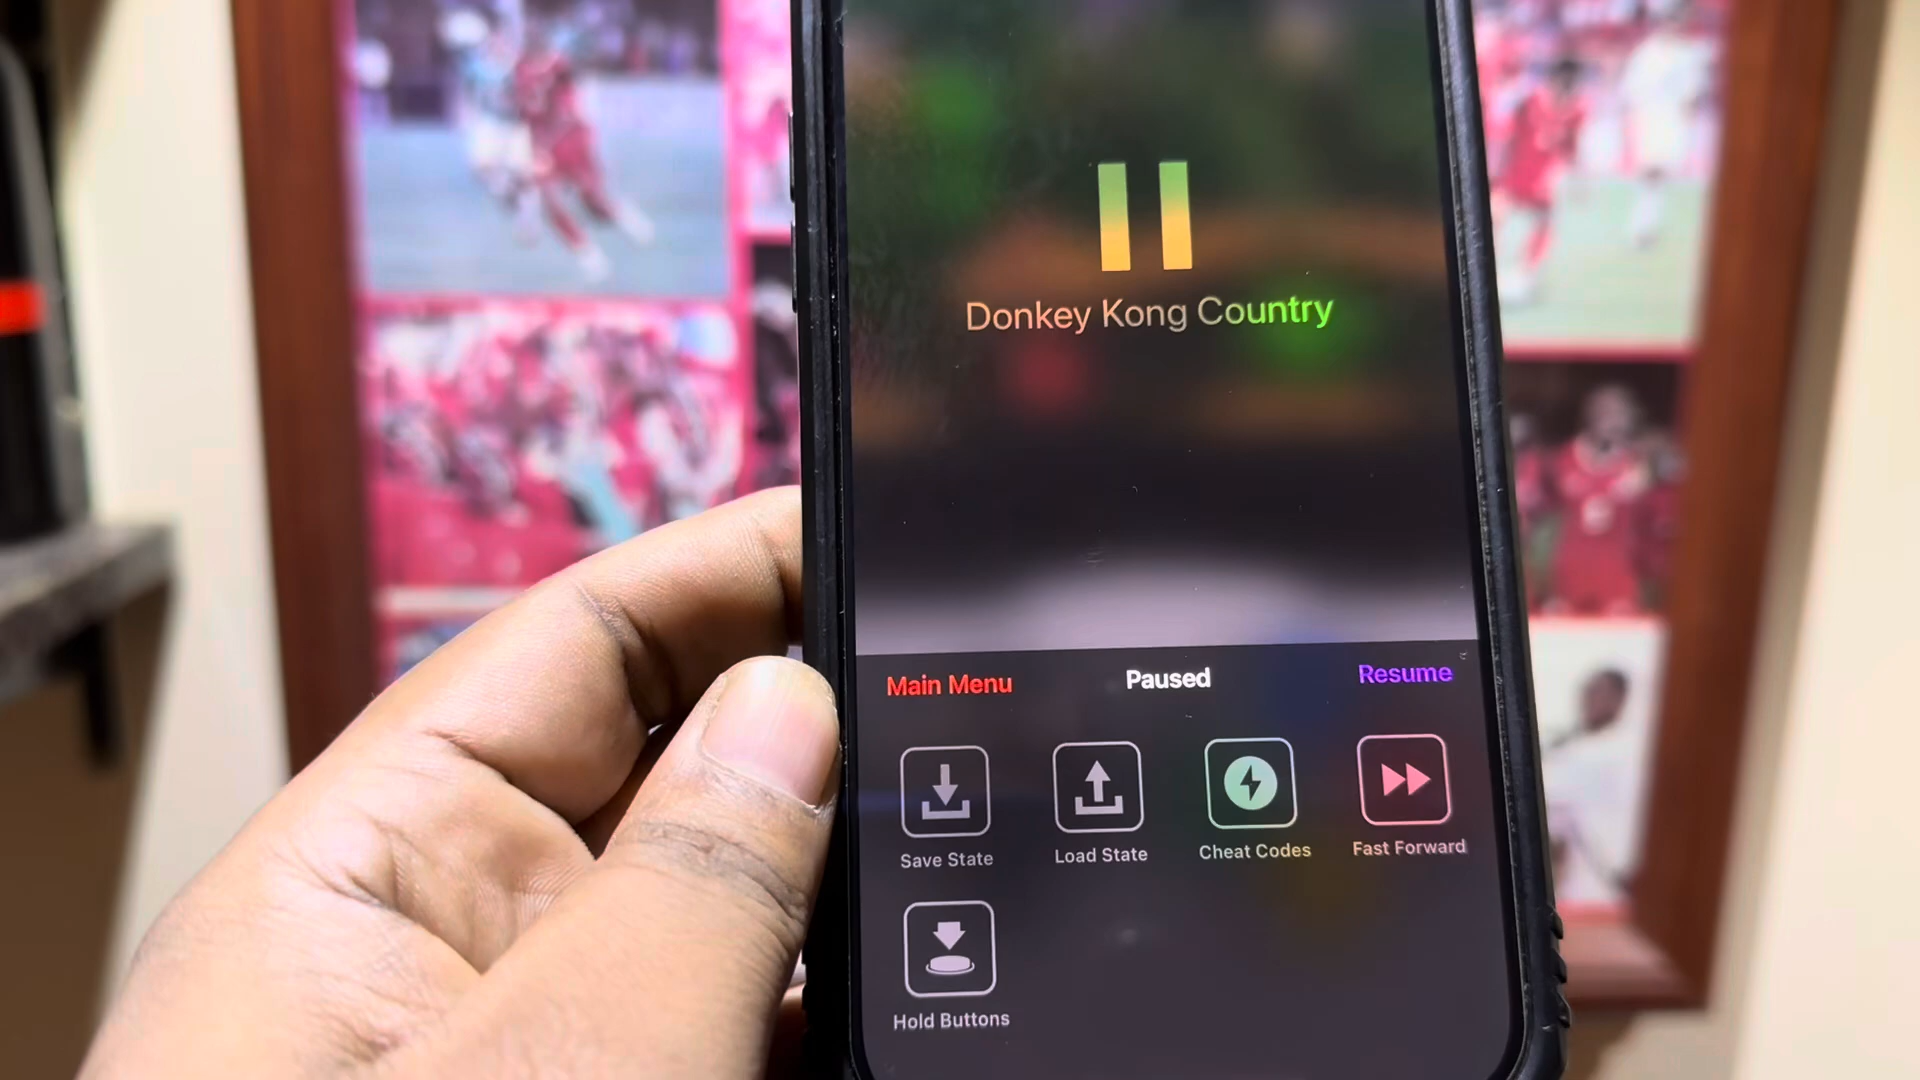 Donkey Kong Country
Main Menu
Paused
Resume
Save State
Load State
Cheat Codes
Fast Forward
Hold Buttons